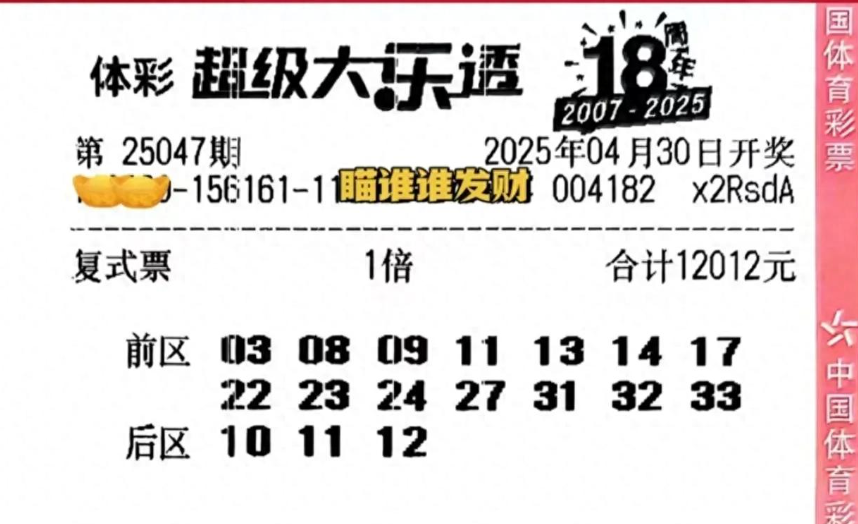 体彩 超级大乐透 18周年
2007-2025
第 25047期 2025年04月30日开奖
-156161-11 瞄谁谁发财 004182 x2RsdA
复式票 1倍 合计12012元
前区 03 08 09 11 13 14 17
22 23 24 27 31 32 33
后区 10 11 12
国体育彩票
中国体育彩